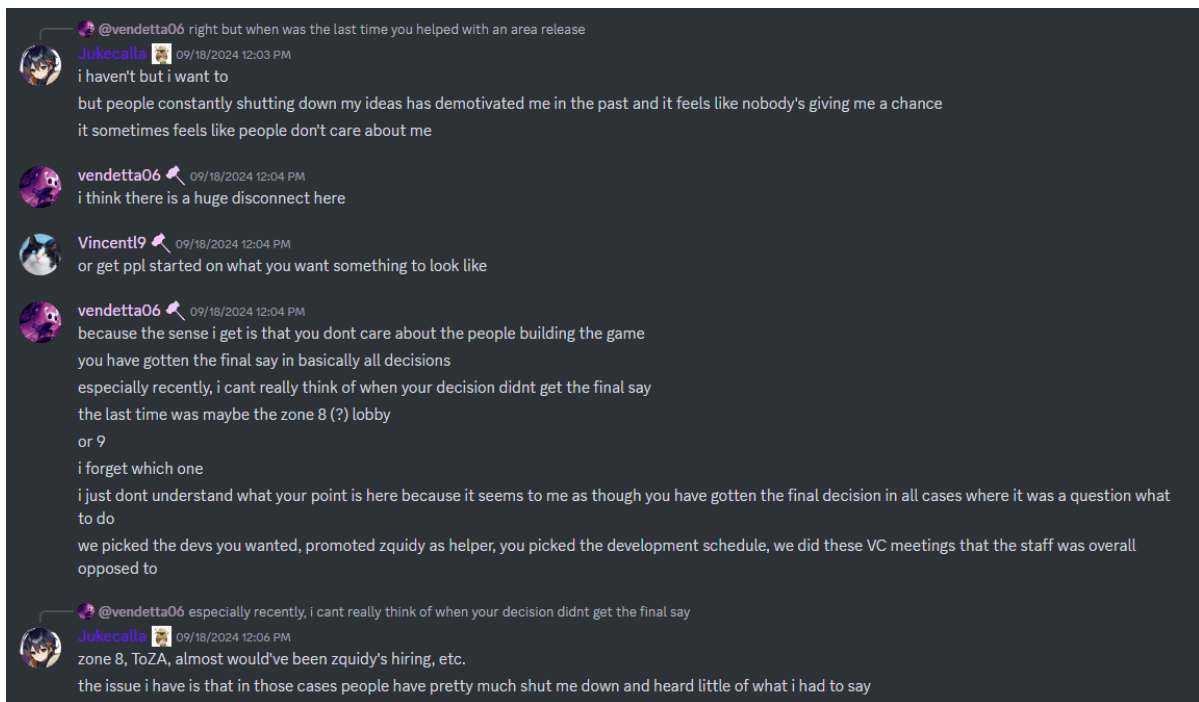 @vendetta06 right but when was the last time you helped with an area release
Jukecalla 09/18/2024 12:03 PM
i haven't but i want to
but people constantly shutting down my ideas has demotivated me in the past and it feels like nobody's giving me a chance
it sometimes feels like people don't care about me
vendetta06 09/18/2024 12:04 PM
i think there is a huge disconnect here
Vincentl9 09/18/2024 12:04 PM
or get ppl started on what you want something to look like
vendetta06 09/18/2024 12:04 PM
because the sense i get is that you dont care about the people building the game
you have gotten the final say in basically all decisions
especially recently, i cant really think of when your decision didnt get the final say
the last time was maybe the zone 8 (?) lobby
or 9
i forget which one
i just dont understand what your point is here because it seems to me as though you have gotten the final decision in all cases where it was a question what
to do
we picked the devs you wanted, promoted zquidy as helper, you picked the development schedule, we did these VC meetings that the staff was overall
opposed to
@vendetta06 especially recently, i cant really think of when your decision didnt get the final say
Jukecalla 09/18/2024 12:06 PM
zone 8, ToZA, almost would've been zquidy's hiring, etc.
the issue i have is that in those cases people have pretty much shut me down and heard little of what i had to say